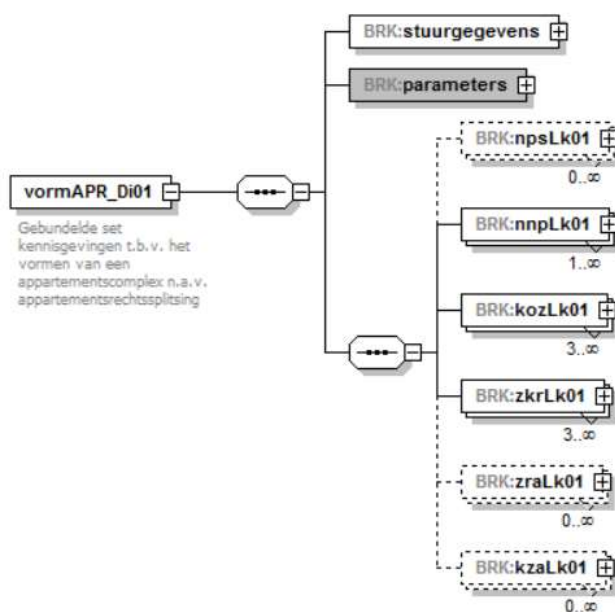 BRK:stuurgegevens
BRK:parameters
BRK:npsLk01
0..∞
vormAPR_Di01
Gebundelde set
kennisgevingen t.b.v. het
vormen van een
appartementscomplex n.a.v.
appartementsrechtssplitsing
BRK:nnpLk01
1..∞
BRK:kozLk01
3..∞
BRK:zkrLk01
3..∞
BRK:zraLk01
0..∞
BRK:kzaLk01
0..∞